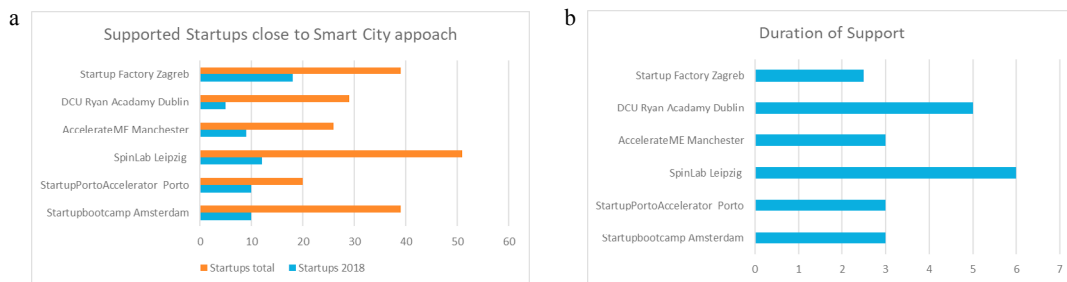 a
Supported Startups close to Smart City appoach
Startup Factory Zagreb
DCU Ryan Acadamy Dublin
AccelerateME Manchester
SpinLab Leipzig
StartupPortoAccelerator Porto
Startupbootcamp Amsterdam
0 10 20 30 40 50 60
Startups total Startups 2018
b
Duration of Support
Startup Factory Zagreb
DCU Ryan Acadamy Dublin
AccelerateME Manchester
SpinLab Leipzig
StartupPortoAccelerator Porto
Startupbootcamp Amsterdam
0 1 2 3 4 5 6 7